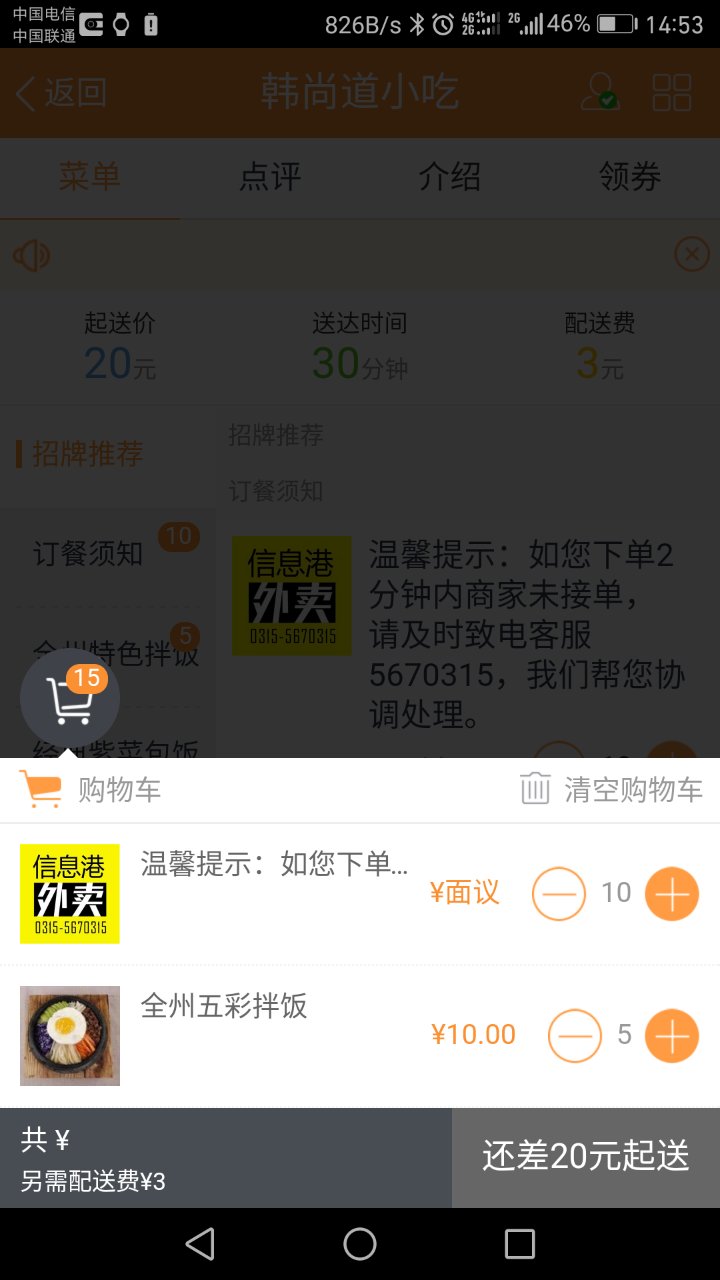 中国电信
中国联通
826B/s
4G
2G
2G
46%
14:53
返回
韩尚道小吃
菜单
点评
介绍
领券
起送价
20元
送达时间
30分钟
配送费
3元
招牌推荐
订餐须知
10
全州特色拌饭
5
经典紫菜包饭
招牌推荐
订餐须知
信息港
外卖
0315-5670315
温馨提示：如您下单2
分钟内商家未接单，
请及时致电客服
5670315，我们帮您协
调处理。
15
购物车
清空购物车
信息港
外卖
0315-5670315
温馨提示：如您下单...
¥面议
10
全州五彩拌饭
¥10.00
5
共 ¥
另需配送费¥3
还差20元起送